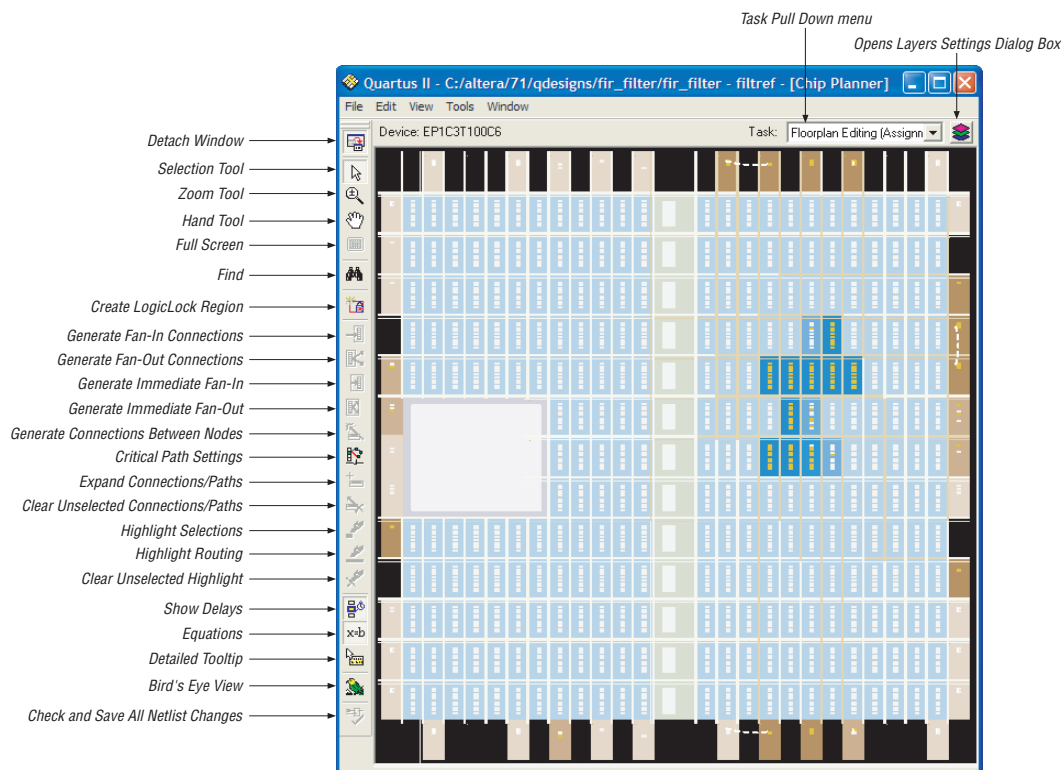 Task Pull Down menu
Opens Layers Settings Dialog Box
Quartus II - C:/altera/71/qdesigns/fir_filter/fir_filter - filtref - [Chip Planner]
File Edit View Tools Window
Device: EP1C3T100C6 Task: Floorplan Editing (Assignn
Detach Window
Selection Tool
Zoom Tool
Hand Tool
Full Screen
Find
Create LogicLock Region
Generate Fan-In Connections
Generate Fan-Out Connections
Generate Immediate Fan-In
Generate Immediate Fan-Out
Generate Connections Between Nodes
Critical Path Settings
Expand Connections/Paths
Clear Unselected Connections/Paths
Highlight Selections
Highlight Routing
Clear Unselected Highlight
Show Delays
Equations
x=b
Detailed Tooltip
Bird's Eye View
Check and Save All Netlist Changes